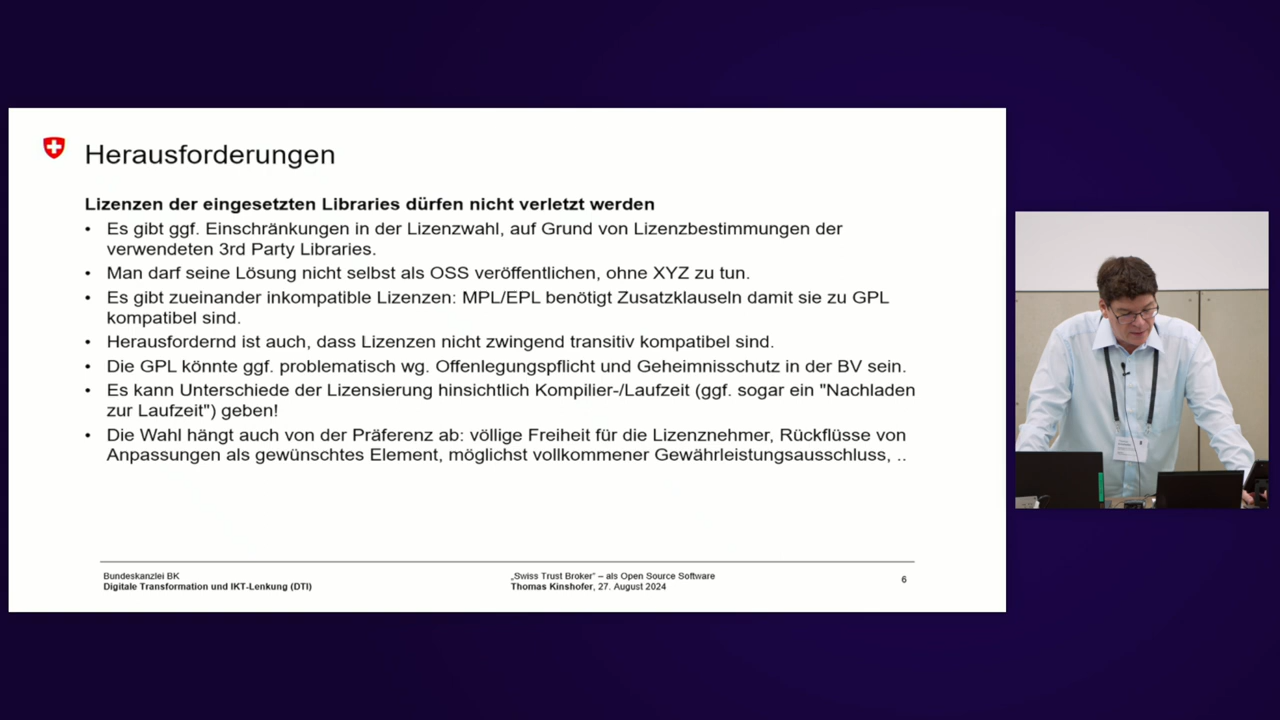 Herausforderungen
Lizenzen der eingesetzten Libraries dürfen nicht verletzt werden
• Es gibt ggf. Einschränkungen in der Lizenzwahl, auf Grund von Lizenzbestimmungen der
verwendeten 3rd Party Libraries.
• Man darf seine Lösung nicht selbst als OSS veröffentlichen, ohne XYZ zu tun.
• Es gibt zueinander inkompatible Lizenzen: MPL/EPL benötigt Zusatzklauseln damit sie zu GPL
kompatibel sind.
• Herausfordernd ist auch, dass Lizenzen nicht zwingend transitiv kompatibel sind.
• Die GPL könnte ggf. problematisch wg. Offenlegungspflicht und Geheimnisschutz in der BV sein.
• Es kann Unterschiede der Lizensierung hinsichtlich Kompilier-/Laufzeit (ggf. sogar ein "Nachladen
zur Laufzeit") geben!
• Die Wahl hängt auch von der Präferenz ab: völlige Freiheit für die Lizenznehmer, Rückflüsse von
Anpassungen als gewünschtes Element, möglichst vollkommener Gewährleistungsausschluss, ..
Bundeskanzlei BK
Digitale Transformation und IKT-Lenkung (DTI)
„Swiss Trust Broker" – als Open Source Software
Thomas Kinshofer, 27. August 2024
6